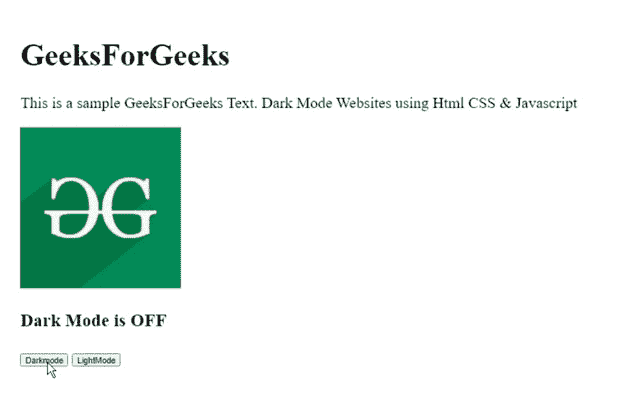 GeeksForGeeks
This is a sample GeeksForGeeks Text. Dark Mode Websites using Html CSS & Javascript
GG
Dark Mode is OFF
Darkmode LightMode